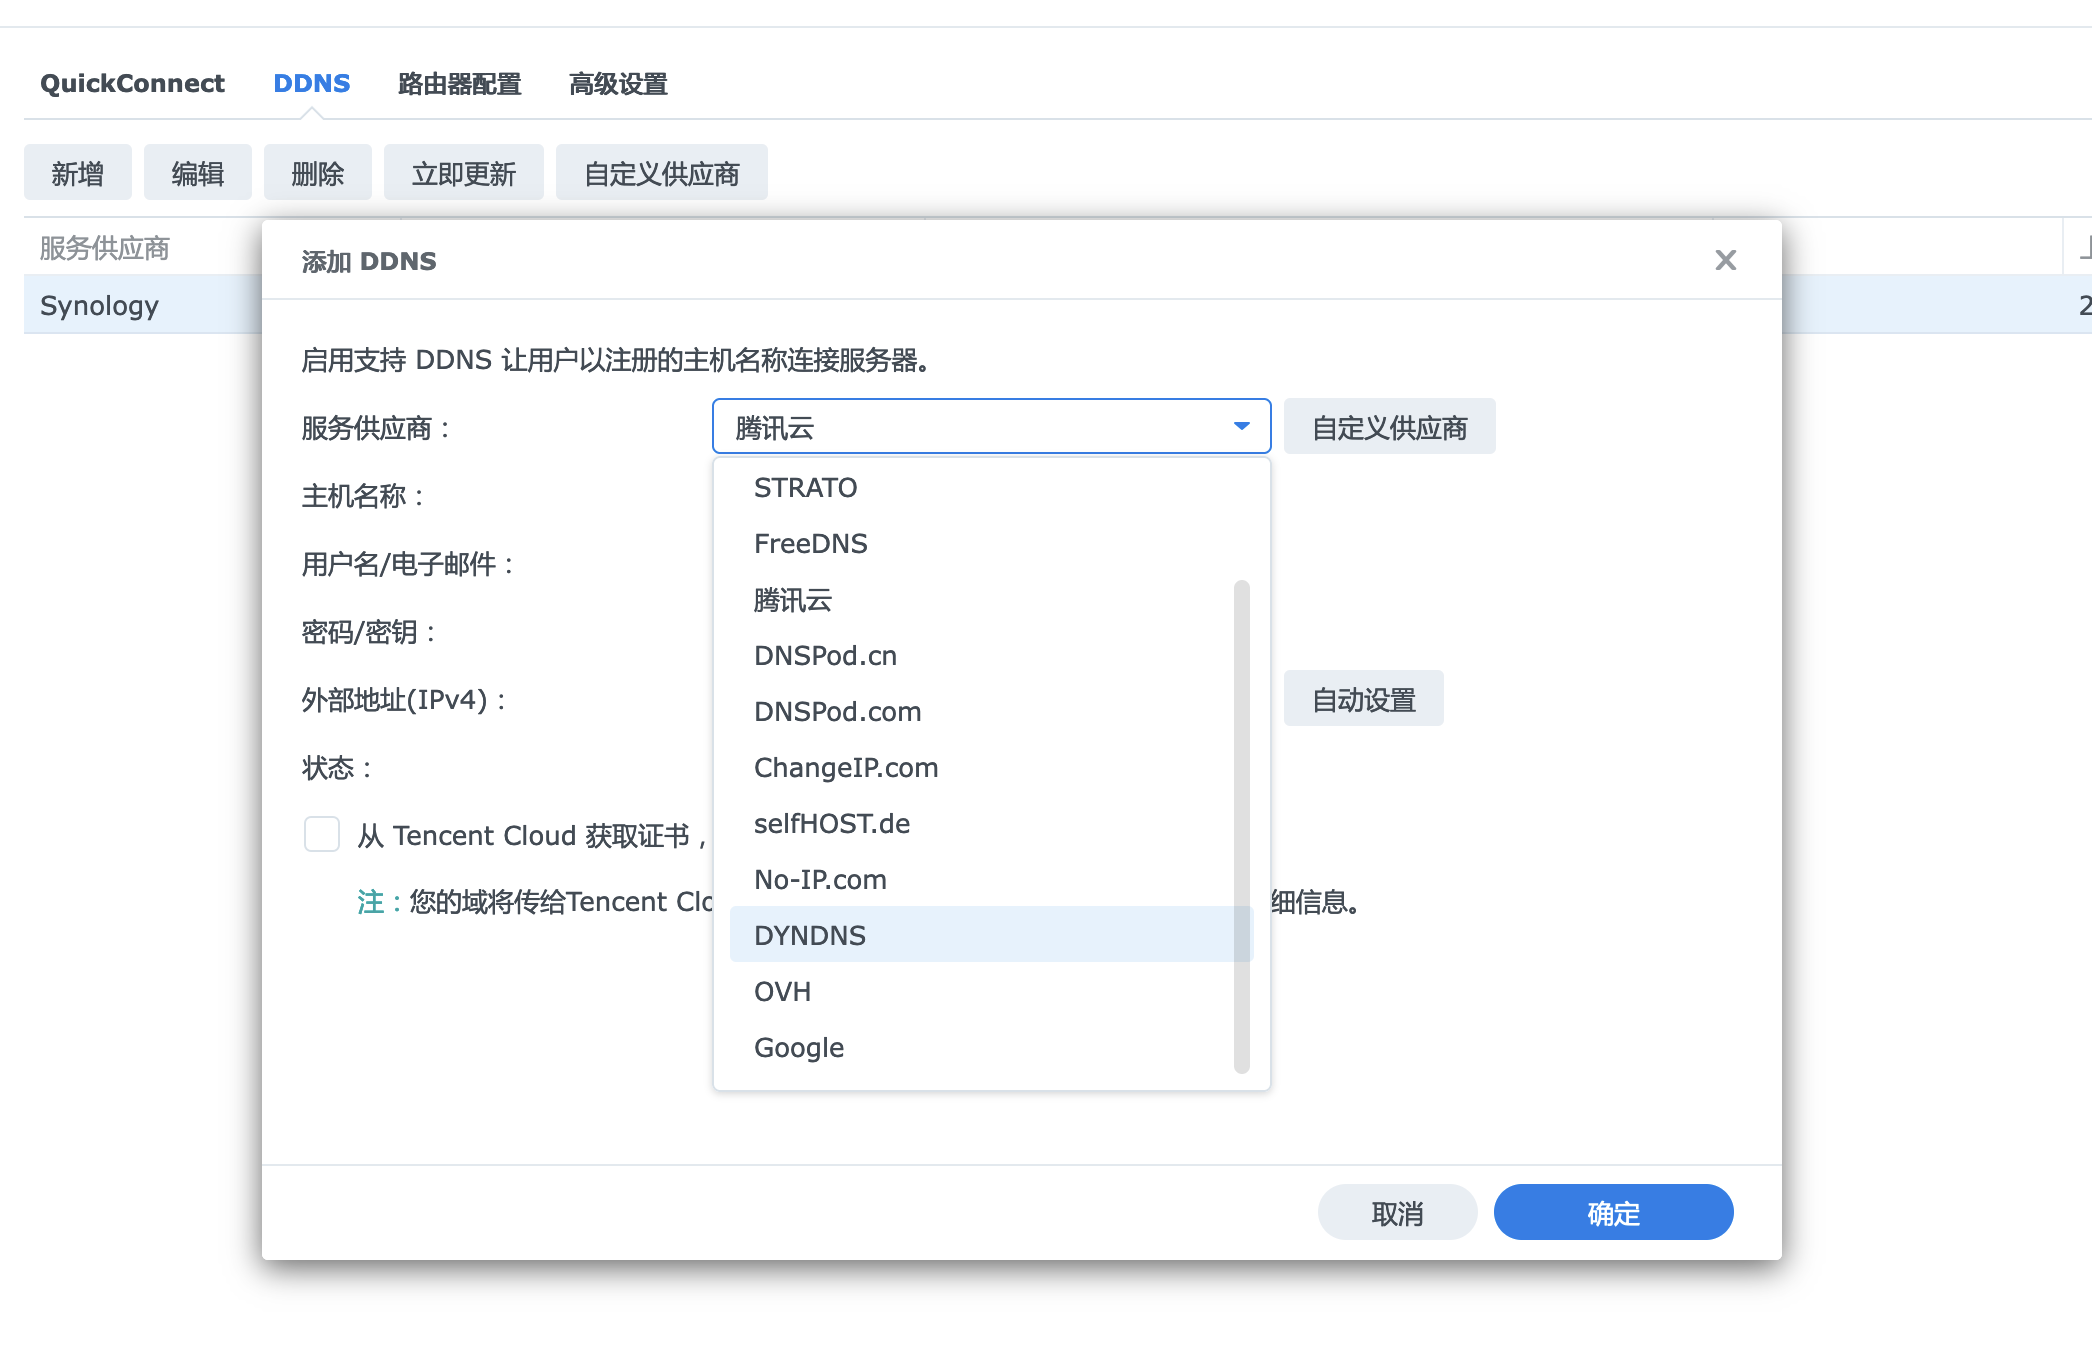 QuickConnect DDNS 路由器配置 高级设置
新增 编辑 删除 立即更新 自定义供应商
服务供应商
Synology
添加 DDNS
启用支持 DDNS 让用户以注册的主机名称连接服务器。
服务供应商：
腾讯云
自定义供应商
主机名称：
用户名/电子邮件：
密码/密钥：
外部地址(IPv4)：
自动设置
状态：
从 Tencent Cloud 获取证书，
注：您的域将传给Tencent Clo
细信息。
STRATO
FreeDNS
腾讯云
DNSPod.cn
DNSPod.com
ChangeIP.com
selfHOST.de
No-IP.com
DYNDNS
OVH
Google
取消 确定